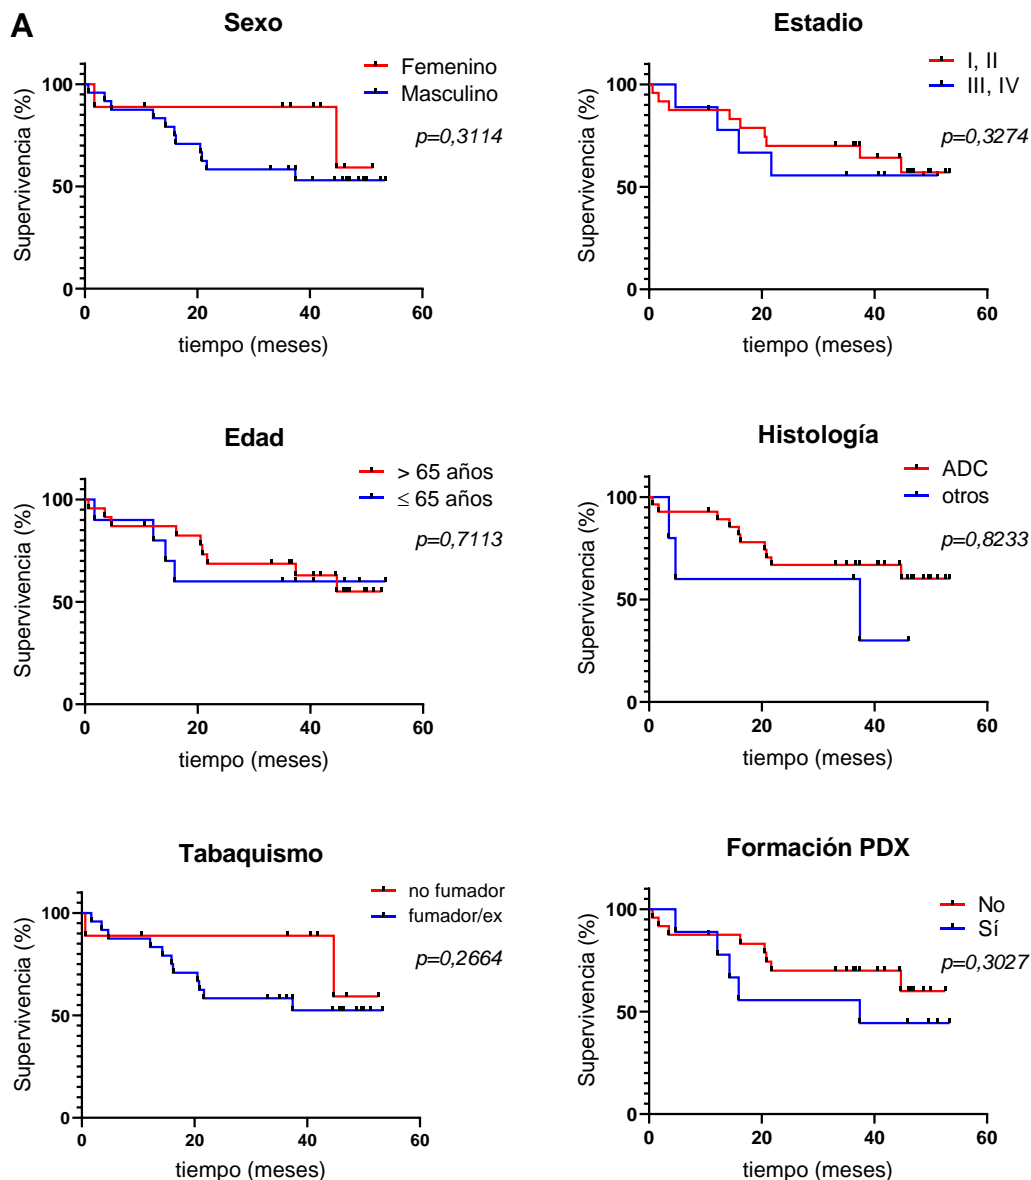 A
Sexo
Femenino
Masculino
p=0,3114
Supervivencia (%)
100
50
0
0 20 40 60
tiempo (meses)
Estadio
I, II
III, IV
p=0,3274
Supervivencia (%)
100
50
0
0 20 40 60
tiempo (meses)
Edad
> 65 años
≤ 65 años
p=0,7113
Supervivencia (%)
100
50
0
0 20 40 60
tiempo (meses)
Histología
ADC
otros
p=0,8233
Supervivencia (%)
100
50
0
0 20 40 60
tiempo (meses)
Tabaquismo
no fumador
fumador/ex
p=0,2664
Supervivencia (%)
100
50
0
0 20 40 60
tiempo (meses)
Formación PDX
No
Sí
p=0,3027
Supervivencia (%)
100
50
0
0 20 40 60
tiempo (meses)